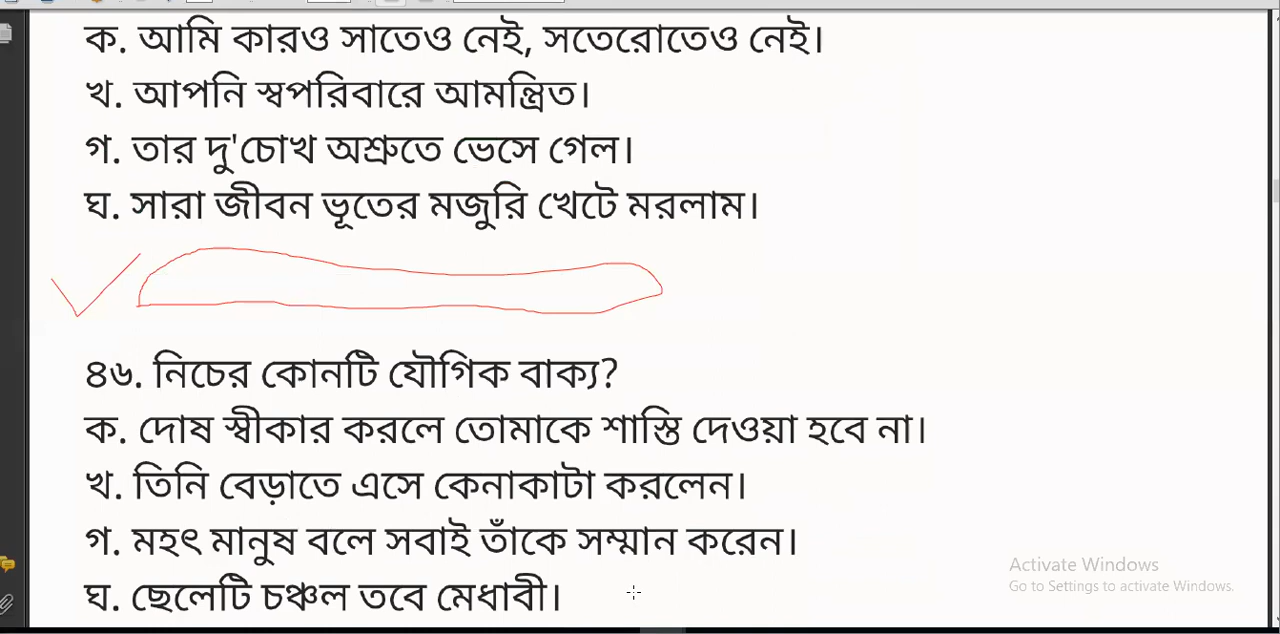 ক. আমি কারও সাতেও নেই, সতেরোতেও নেই।
খ. আপনি স্বপরিবারে আমন্ত্রিত।
গ. তার দু'চোখ অশ্রুতে ভেসে গেল।
ঘ. সারা জীবন ভূতের মজুরি খেটে মরলাম।
৪৬. নিচের কোনটি যৌগিক বাক্য?
ক. দোষ স্বীকার করলে তোমাকে শাস্তি দেওয়া হবে না।
খ. তিনি বেড়াতে এসে কেনাকাটা করলেন।
গ. মহৎ মানুষ বলে সবাই তাঁকে সম্মান করেন।
ঘ. ছেলেটি চঞ্চল তবে মেধাবী।
Activate Windows
Go to Settings to activate Windows.